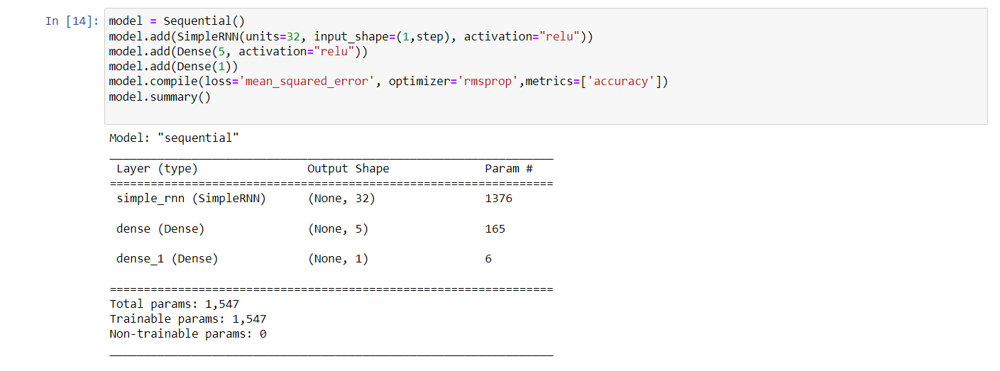 In [14]: model = Sequential()
model.add(SimpleRNN(units=32, input_shape=(1,step), activation="relu"))
model.add(Dense(5, activation="relu"))
model.add(Dense(1))
model.compile(loss='mean_squared_error', optimizer='rmsprop',metrics=['accuracy'])
model.summary()
Model: "sequential"
_________________________________________________________________
Layer (type) Output Shape Param #
=================================================================
simple_rnn (SimpleRNN) (None, 32) 1376
dense (Dense) (None, 5) 165
dense_1 (Dense) (None, 1) 6
=================================================================
Total params: 1,547
Trainable params: 1,547
Non-trainable params: 0
_________________________________________________________________